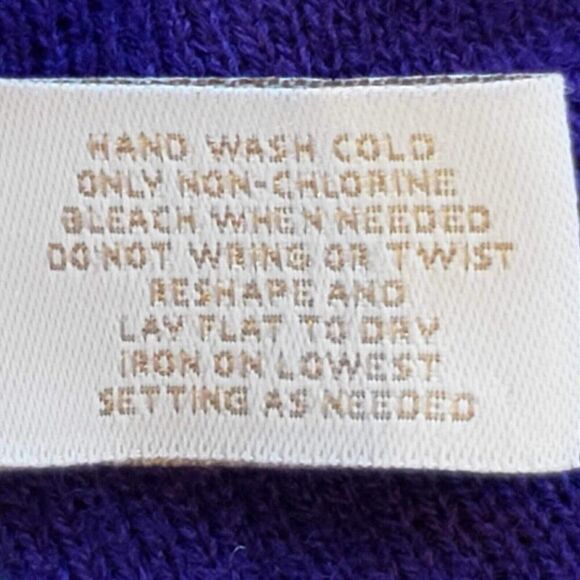 HAND WASH COLD
ONLY NON-CHLORINE
BLEACH WHEN NEEDED
DO NOT WRING OR TWIST
RESHAPE AND
LAY FLAT TO DRY
IRON ON LOWEST
SETTING AS NEEDED